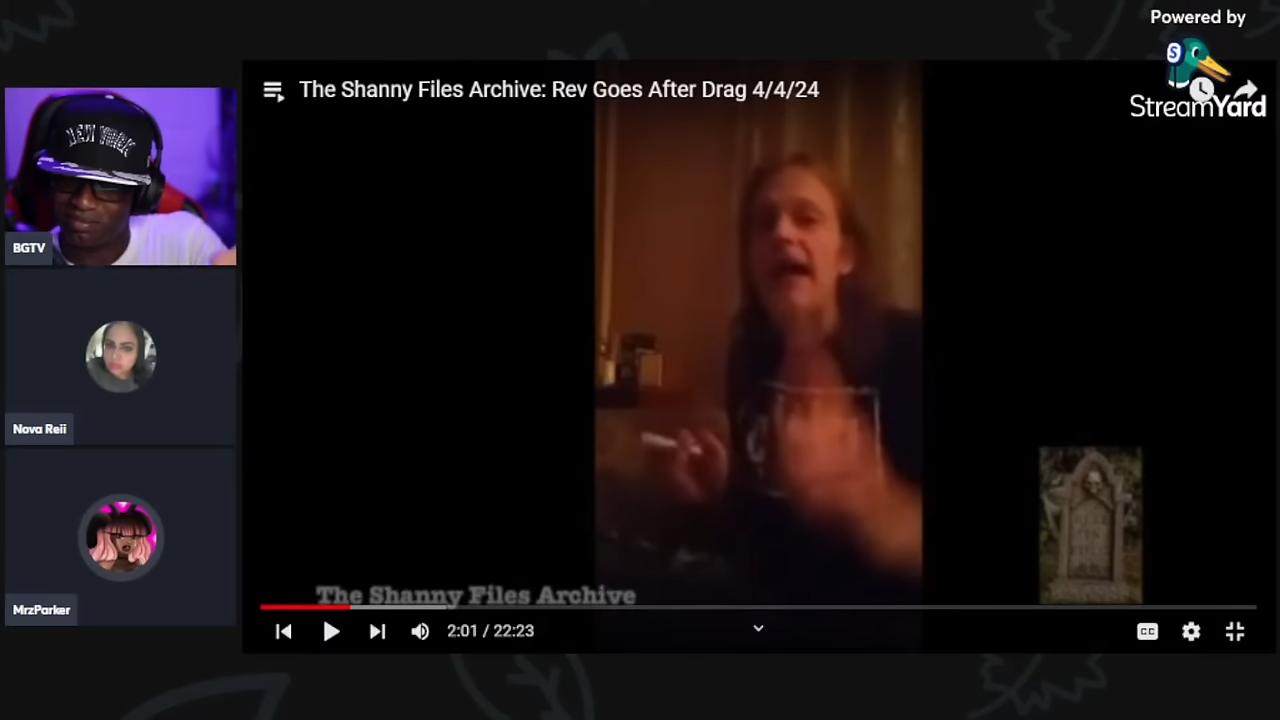 Powered by
StreamYard
The Shanny Files Archive: Rev Goes After Drag 4/4/24
NEW YORK
BGTV
Nova Reii
MrzParker
The Shanny Files Archive
2:01 / 22:23
CC